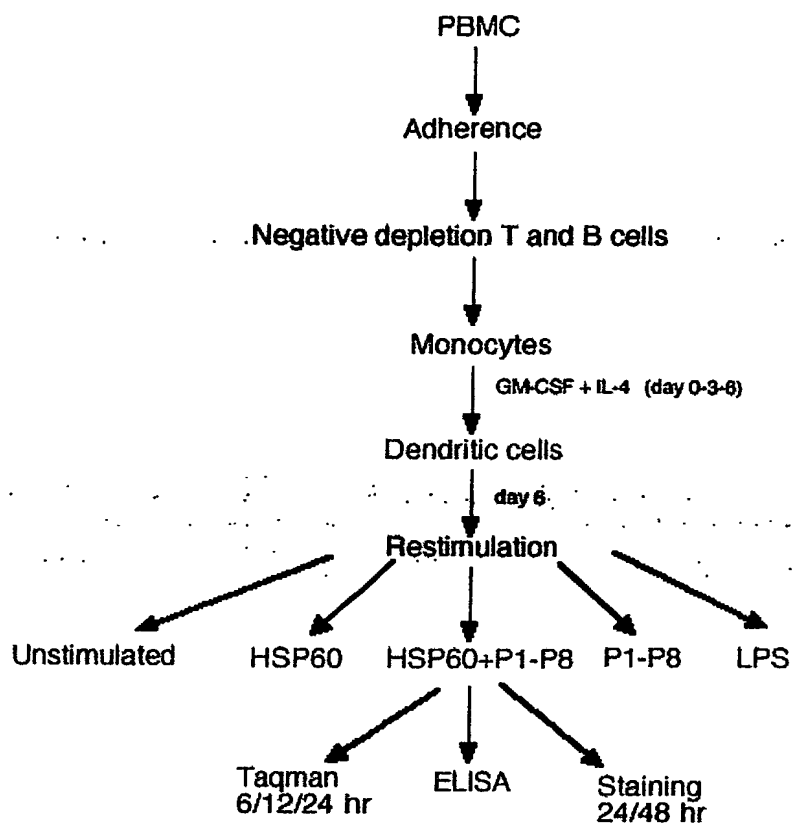 PBMC
Adherence
Negative depletion T and B cells
Monocytes
GM-CSF + IL-4 (day 0-3-6)
Dendritic cells
day 6
Restimulation
Unstimulated
HSP60
HSP60+P1-P8
P1-P8
LPS
Taqman
6/12/24 hr
ELISA
Staining
24/48 hr